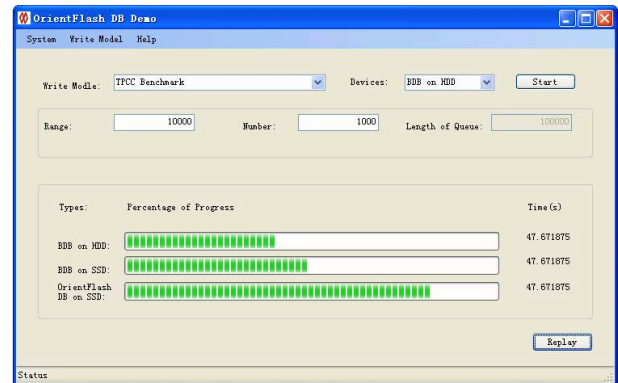 OrientFlash DB Demo
System Write Model Help
Write Modle: TPCC Benchmark Devices: BDB on HDD Start
Range: 10000 Number: 1000 Length of Queue: 100000
Types: Percentage of Progress Time(s)
BDB on HDD: 47.671875
BDB on SSD: 47.671875
OrientFlash
DB on SSD: 47.671875
Replay
Status